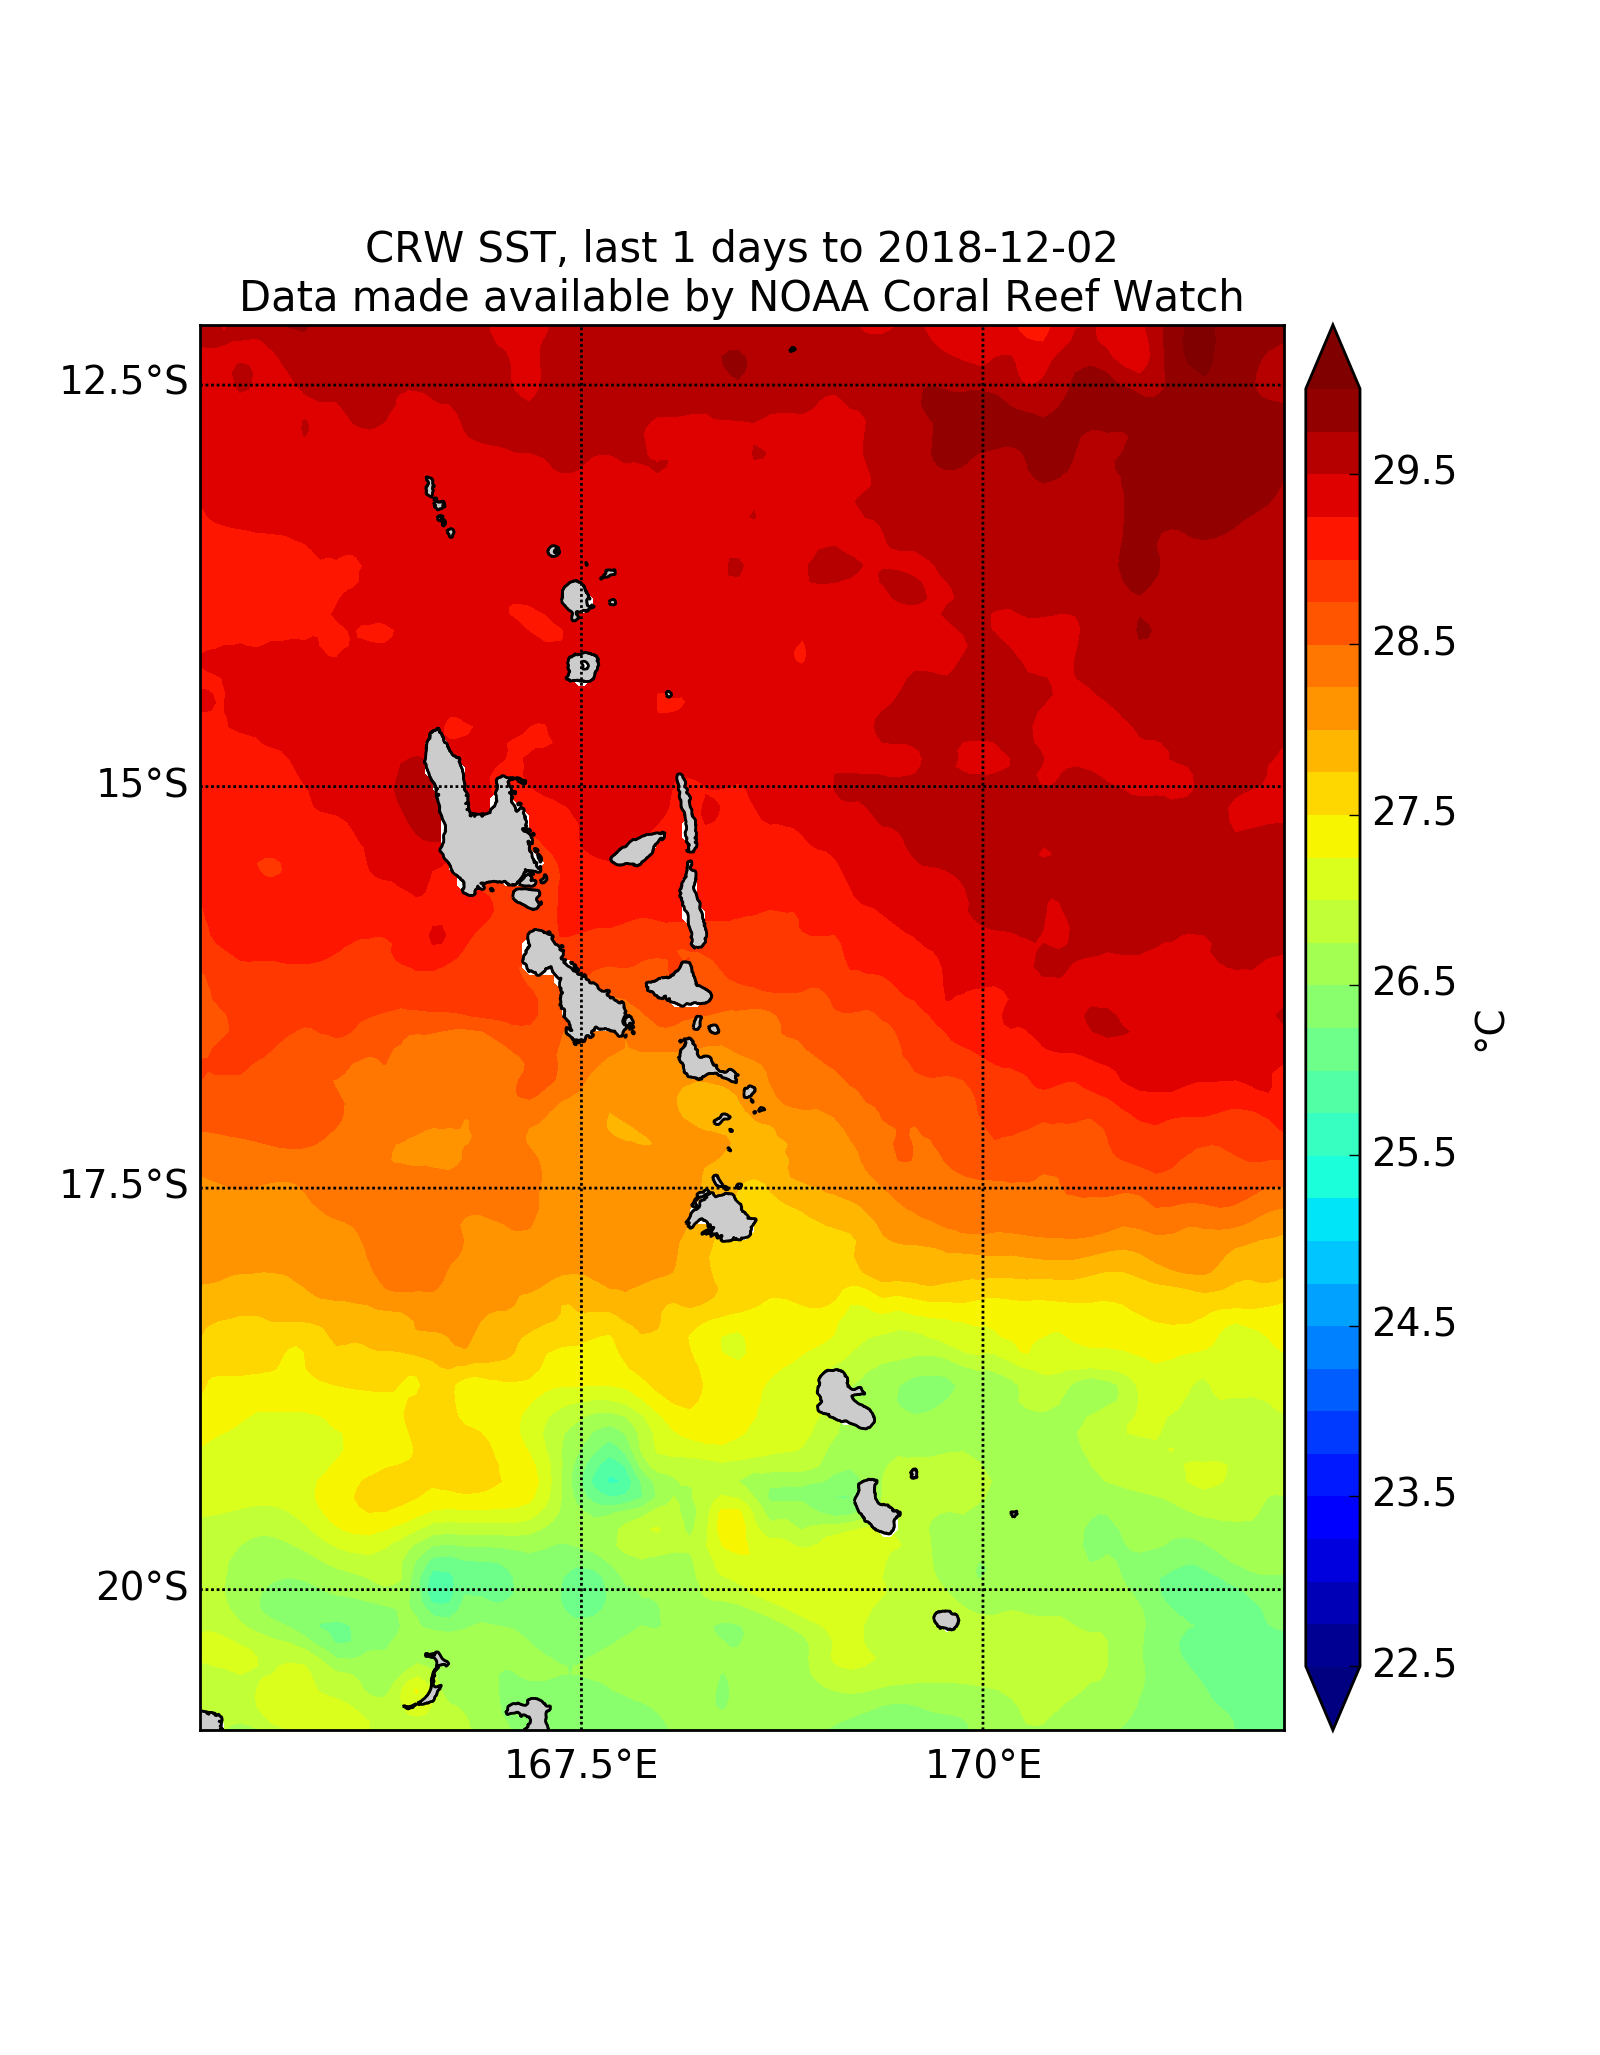 CRW SST, last 1 days to 2018-12-02
Data made available by NOAA Coral Reef Watch
12.5°S
15°S
17.5°S
20°S
167.5°E
170°E
29.5
28.5
27.5
26.5
25.5
24.5
23.5
22.5
°C